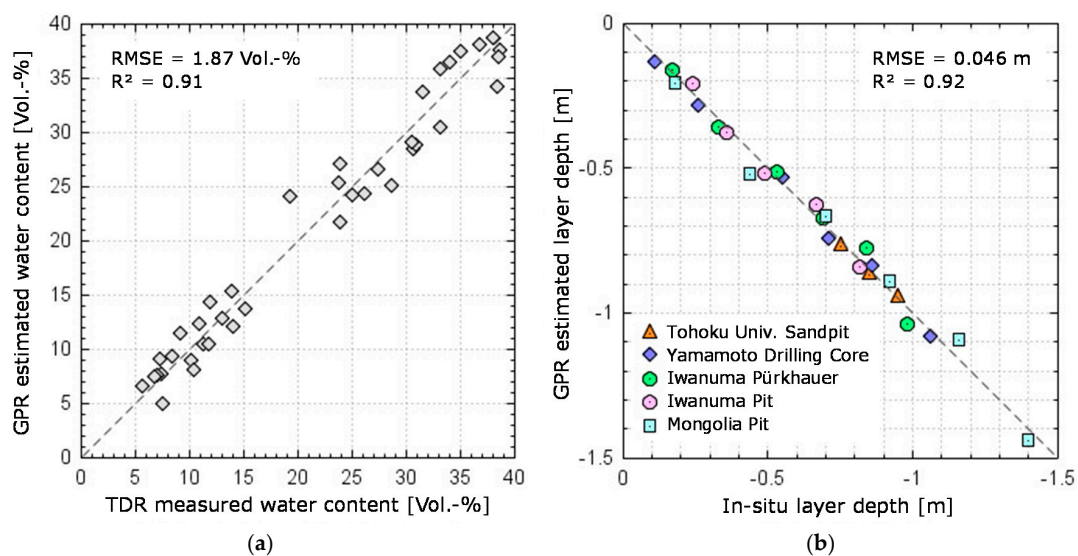 RMSE = 1.87 Vol.-%
R² = 0.91
GPR estimated water content [Vol.-%]
40
35
30
25
20
15
10
5
0
0 5 10 15 20 25 30 35 40
TDR measured water content [Vol.-%]
(a)
RMSE = 0.046 m
R² = 0.92
GPR estimated layer depth [m]
0
-0.5
-1
-1.5
Tohoku Univ. Sandpit
Yamamoto Drilling Core
Iwanuma Pürkhauer
Iwanuma Pit
Mongolia Pit
0 -0.5 -1 -1.5
In-situ layer depth [m]
(b)